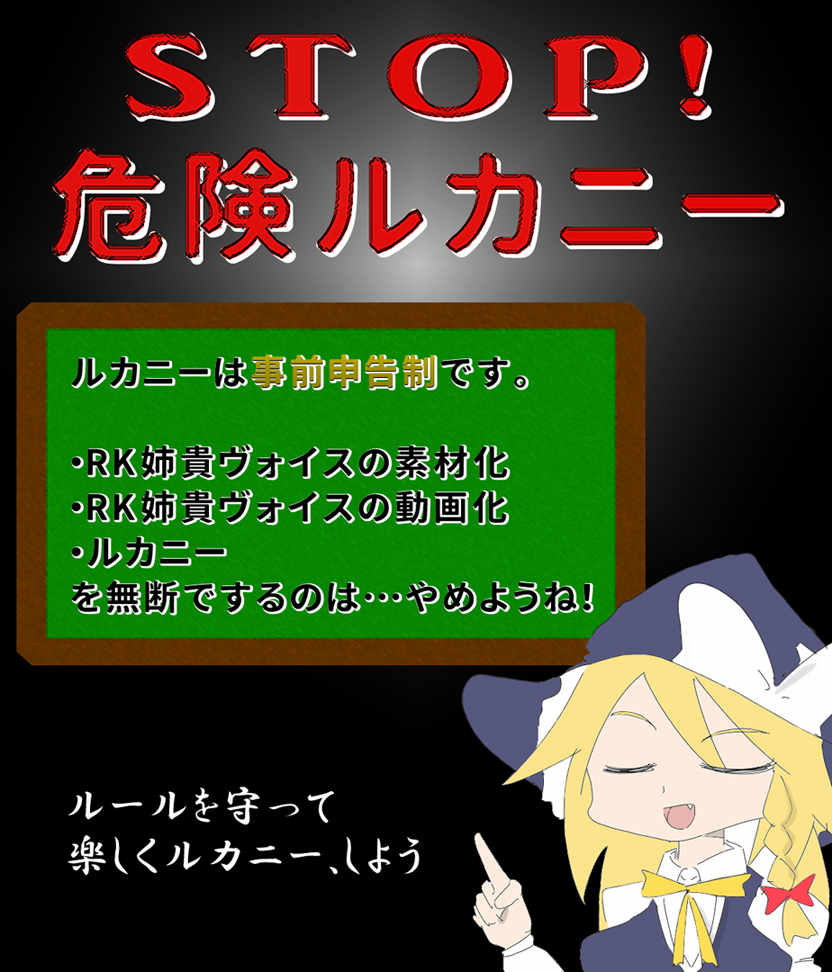 STOP!
危険ルカニー
ルカニーは事前申告制です。
・RK姉貴ヴォイスの素材化
・RK姉貴ヴォイスの動画化
・ルカニー
を無断でするのは…やめようね！
ルールを守って
楽しくルカニー、しよう